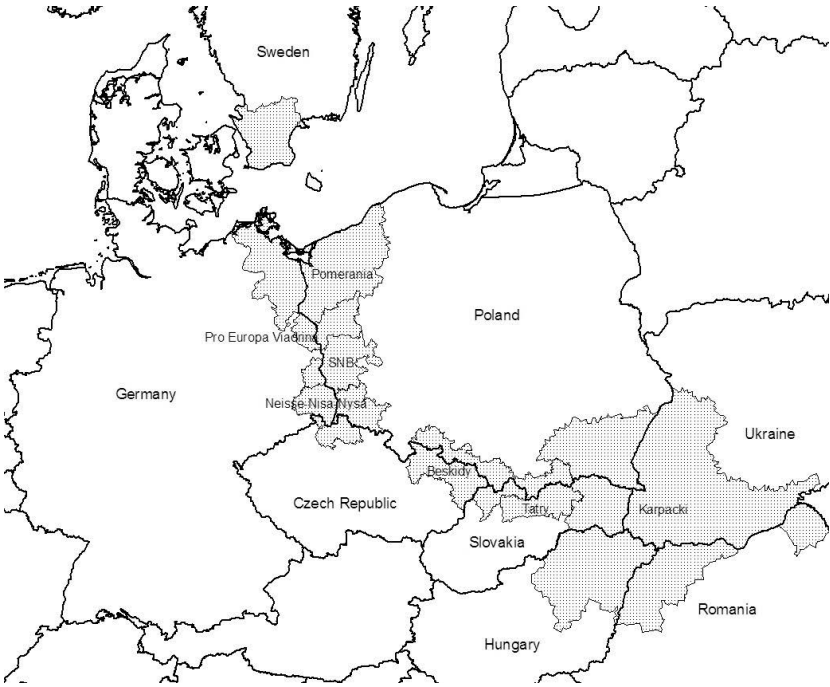 Sweden
Pomerania
Poland
Pro Europa Viadrina
SNB
Germany
Neisse-Nisa-Nysa
Ukraine
Beskidy
Czech Republic
Tatry
Karpacki
Slovakia
Romania
Hungary